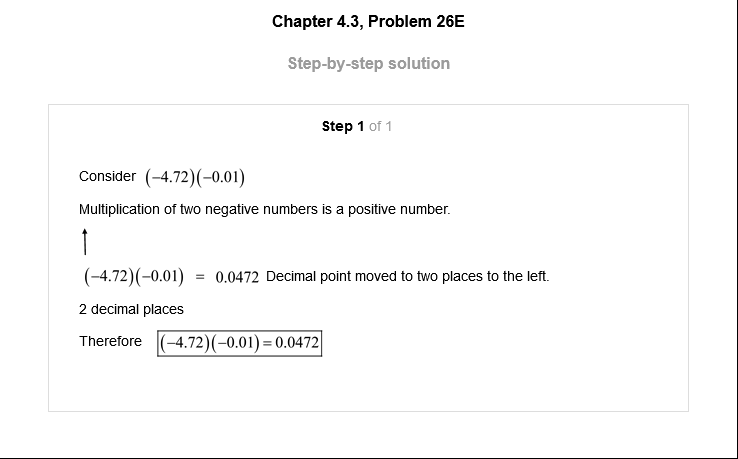 Chapter 4.3, Problem 26E
Step-by-step solution
Step 1 of 1
Consider (−4.72)(−0.01)
Multiplication of two negative numbers is a positive number.
(−4.72)(−0.01) = 0.0472 Decimal point moved to two places to the left.
2 decimal places
Therefore (−4.72)(−0.01) = 0.0472